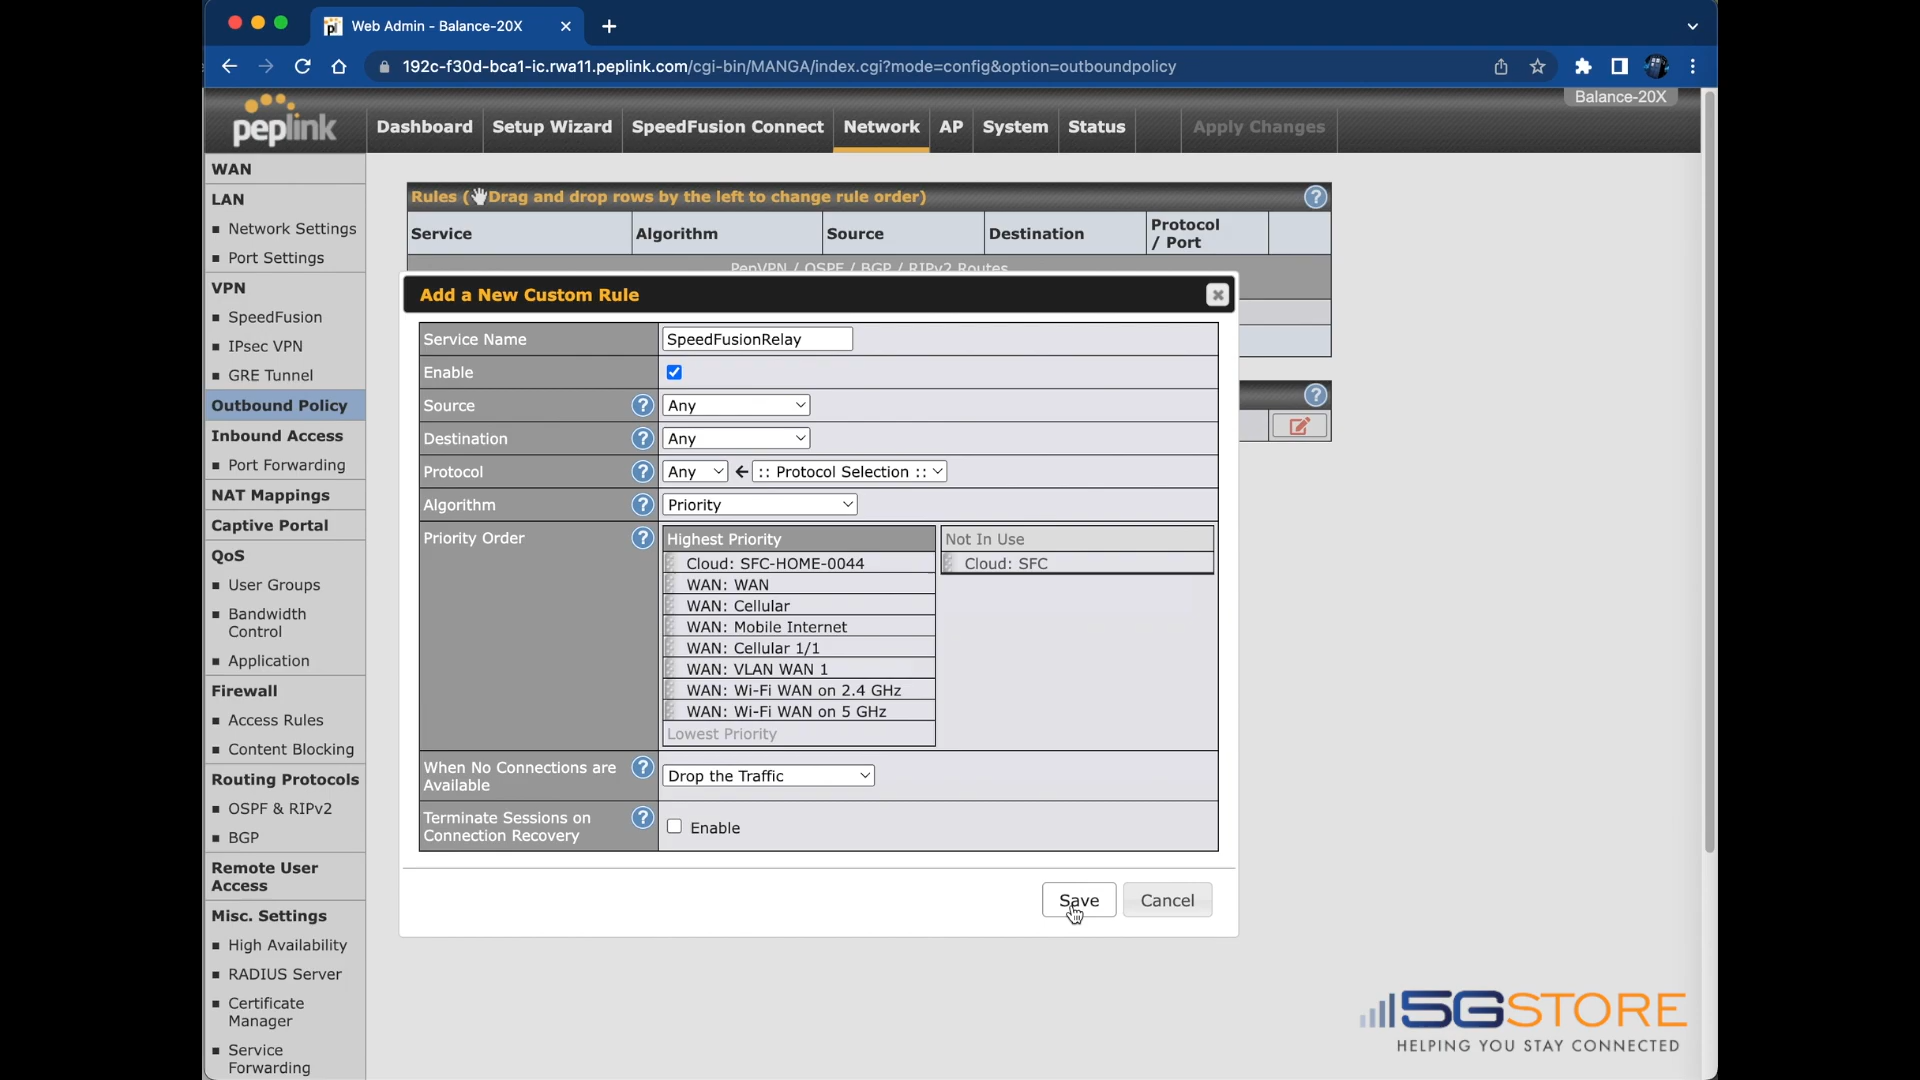 Web Admin - Balance-20X
192c-f30d-bca1-ic.rwa11.peplink.com/cgi-bin/MANGA/index.cgi?mode=config&option=outboundpolicy
Balance-20X
peplink
Dashboard
Setup Wizard
SpeedFusion Connect
Network
AP
System
Status
Apply Changes
WAN
LAN
Network Settings
Port Settings
VPN
SpeedFusion
IPsec VPN
GRE Tunnel
Outbound Policy
Inbound Access
Port Forwarding
NAT Mappings
Captive Portal
QoS
User Groups
Bandwidth
Control
Application
Firewall
Access Rules
Content Blocking
Routing Protocols
OSPF & RIPv2
BGP
Remote User
Access
Misc. Settings
High Availability
RADIUS Server
Certificate
Manager
Service
Forwarding
Rules (Drag and drop rows by the left to change rule order)
Service
Algorithm
Source
Destination
Protocol
/ Port
PepVPN / OSPF / BGP / RIPv2 Routes
Add a New Custom Rule
Service Name
SpeedFusionRelay
Enable
Source
Any
Destination
Any
Protocol
Any
:: Protocol Selection ::
Algorithm
Priority
Priority Order
Highest Priority
Cloud: SFC-HOME-0044
WAN: WAN
WAN: Cellular
WAN: Mobile Internet
WAN: Cellular 1/1
WAN: VLAN WAN 1
WAN: Wi-Fi WAN on 2.4 GHz
WAN: Wi-Fi WAN on 5 GHz
Lowest Priority
Not In Use
Cloud: SFC
When No Connections are
Available
Drop the Traffic
Terminate Sessions on
Connection Recovery
Enable
Save
Cancel
5GSTORE
HELPING YOU STAY CONNECTED